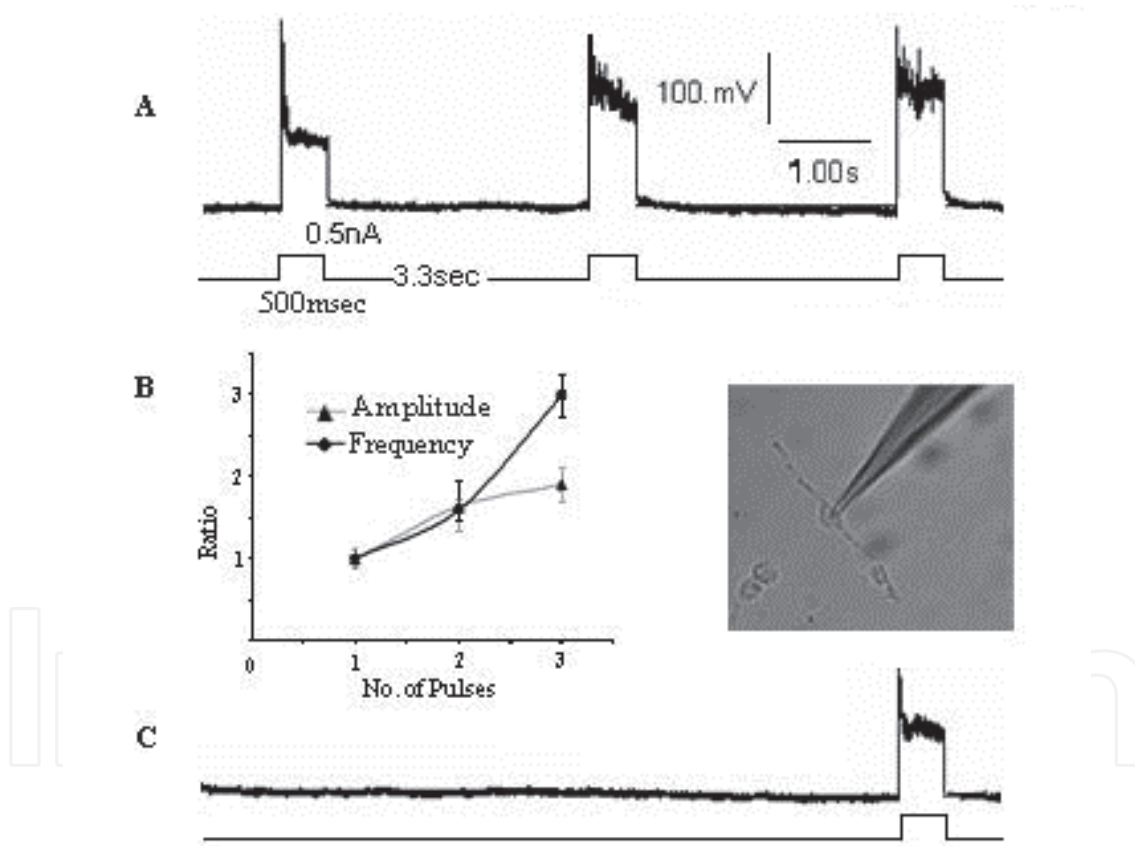 A
100. mV
1.00s
0.5nA
3.3sec
500msec
B
3
2
1
Ratio
Amplitude
Frequency
0 1 2 3
No. of Pulses
C